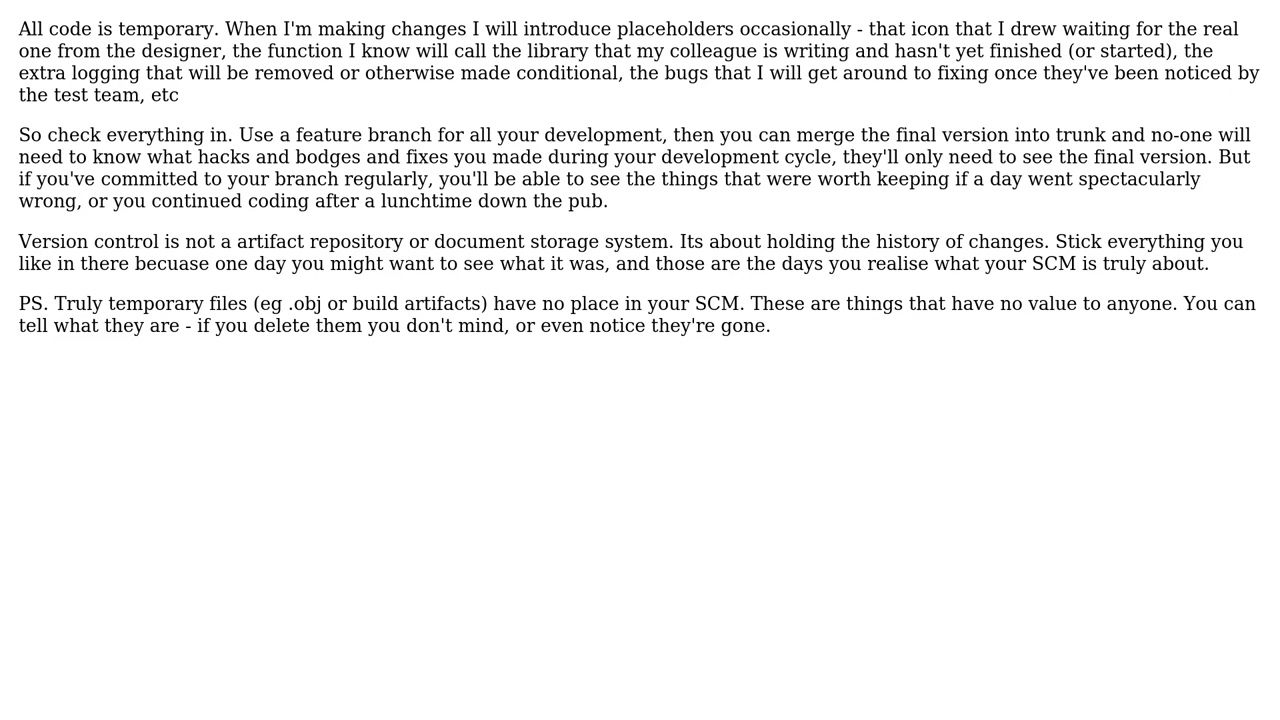 All code is temporary. When I'm making changes I will introduce placeholders occasionally - that icon that I drew waiting for the real
one from the designer, the function I know will call the library that my colleague is writing and hasn't yet finished (or started), the
extra logging that will be removed or otherwise made conditional, the bugs that I will get around to fixing once they've been noticed by
the test team, etc
So check everything in. Use a feature branch for all your development, then you can merge the final version into trunk and no-one will
need to know what hacks and bodges and fixes you made during your development cycle, they'll only need to see the final version. But
if you've committed to your branch regularly, you'll be able to see the things that were worth keeping if a day went spectacularly
wrong, or you continued coding after a lunchtime down the pub.
Version control is not a artifact repository or document storage system. Its about holding the history of changes. Stick everything you
like in there becuase one day you might want to see what it was, and those are the days you realise what your SCM is truly about.
PS. Truly temporary files (eg .obj or build artifacts) have no place in your SCM. These are things that have no value to anyone. You can
tell what they are - if you delete them you don't mind, or even notice they're gone.